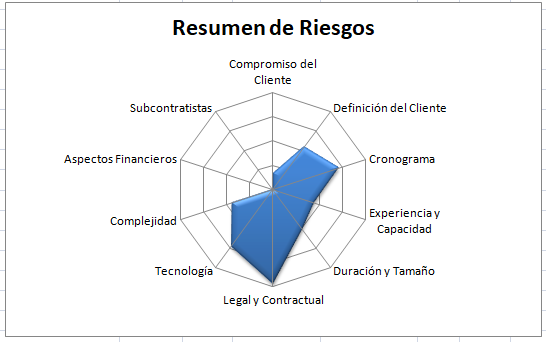 Resumen de Riesgos
Compromiso del
Cliente
Definición del Cliente
Cronograma
Experiencia y
Capacidad
Duración y Tamaño
Legal y Contractual
Tecnología
Complejidad
Aspectos Financieros
Subcontratistas